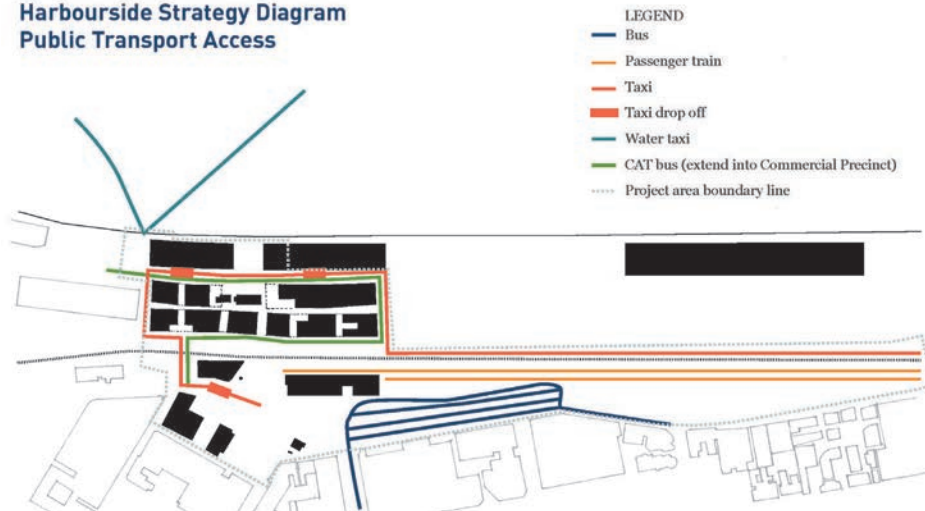 Harbourside Strategy Diagram
Public Transport Access
LEGEND
Bus
Passenger train
Taxi
Taxi drop off
Water taxi
CAT bus (extend into Commercial Precinct)
Project area boundary line